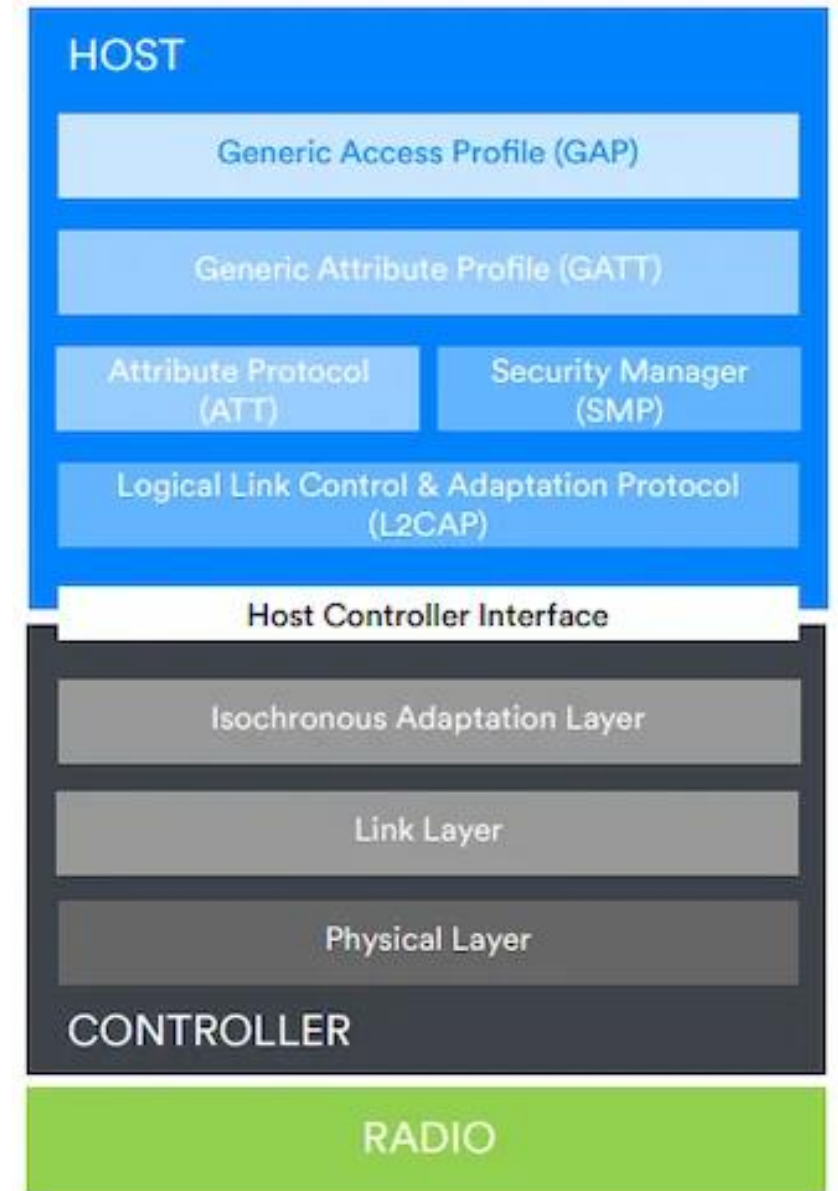 HOST
Generic Access Profile (GAP)
Generic Attribute Profile (GATT)
Attribute Protocol
(ATT)
Security Manager
(SMP)
Logical Link Control & Adaptation Protocol
(L2CAP)
Host Controller Interface
Isochronous Adaptation Layer
Link Layer
Physical Layer
CONTROLLER
RADIO